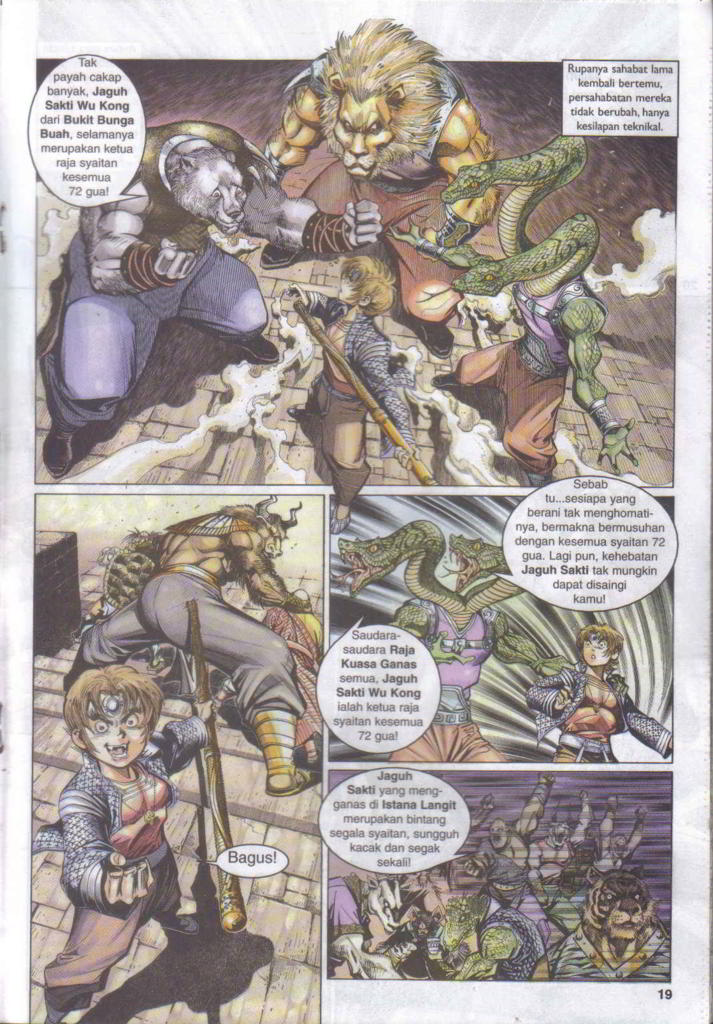 Tak
payah cakap
banyak, Jaguh
Sakti Wu Kong
dari Bukit Bunga
Buah, selamanya
merupakan ketua
raja syaitan
kesemua
72 gua!
Rupanya sahabat lama
kembali bertemu,
persahabatan mereka
tidak berubah, hanya
kesilapan teknikal.
Bagus!
Sebab
tu...sesiapa yang
berani tak menghormati-
nya, bermakna bermusuhan
dengan kesemua syaitan 72
gua. Lagi pun, kehebatan
Jaguh Sakti tak mungkin
dapat disaingi
kamu!
Saudara-
saudara Raja
Kuasa Ganas
semua, Jaguh
Sakti Wu Kong
ialah ketua raja
syaitan kesemua
72 gua!
Jaguh
Sakti yang meng-
ganas di Istana Langit
merupakan bintang
segala syaitan, sungguh
kacak dan segak
sekali!
19